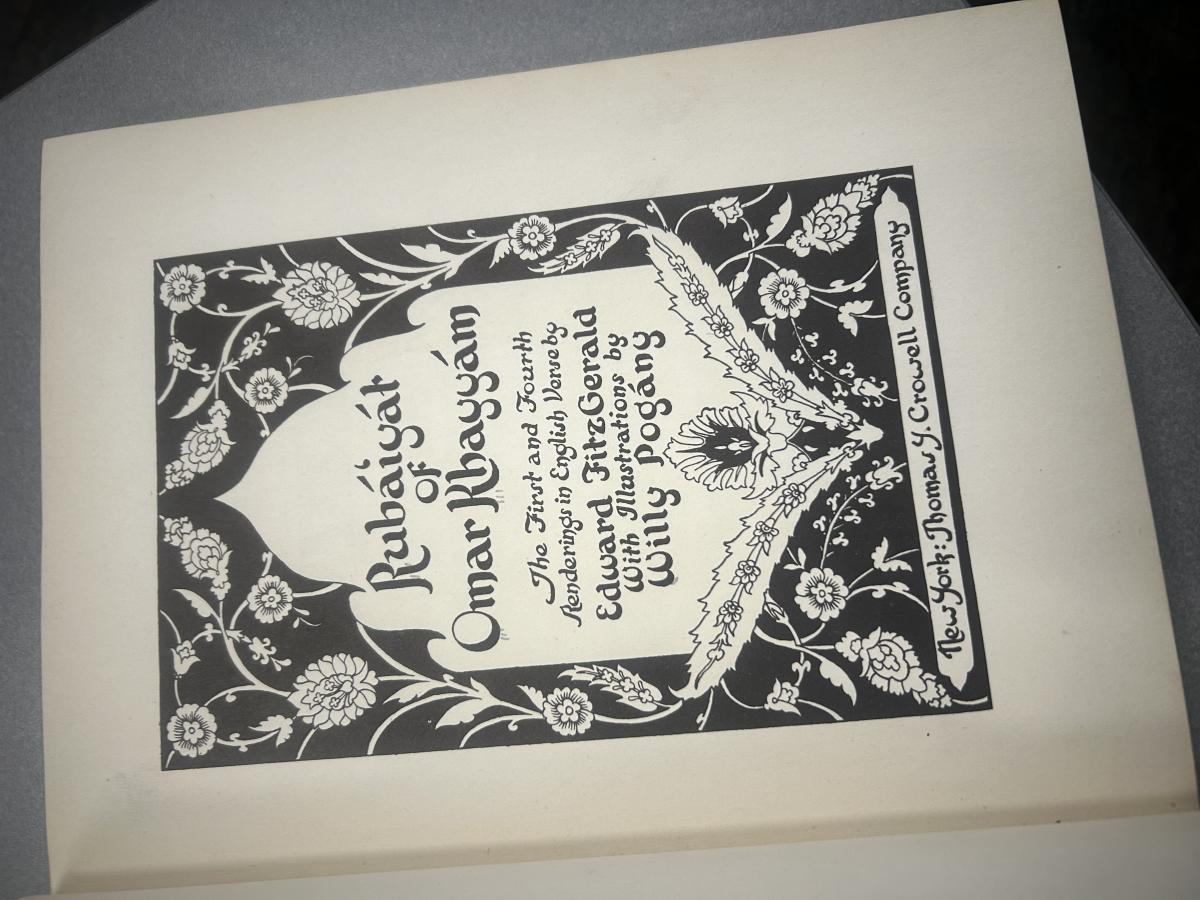 Rubáiyát
of
Omar Khayyám
The First and Fourth
Renderings in English Verse by
Edward FitzGerald
With Illustrations by
Willy Pogány
New York: Thomas Y. Crowell Company